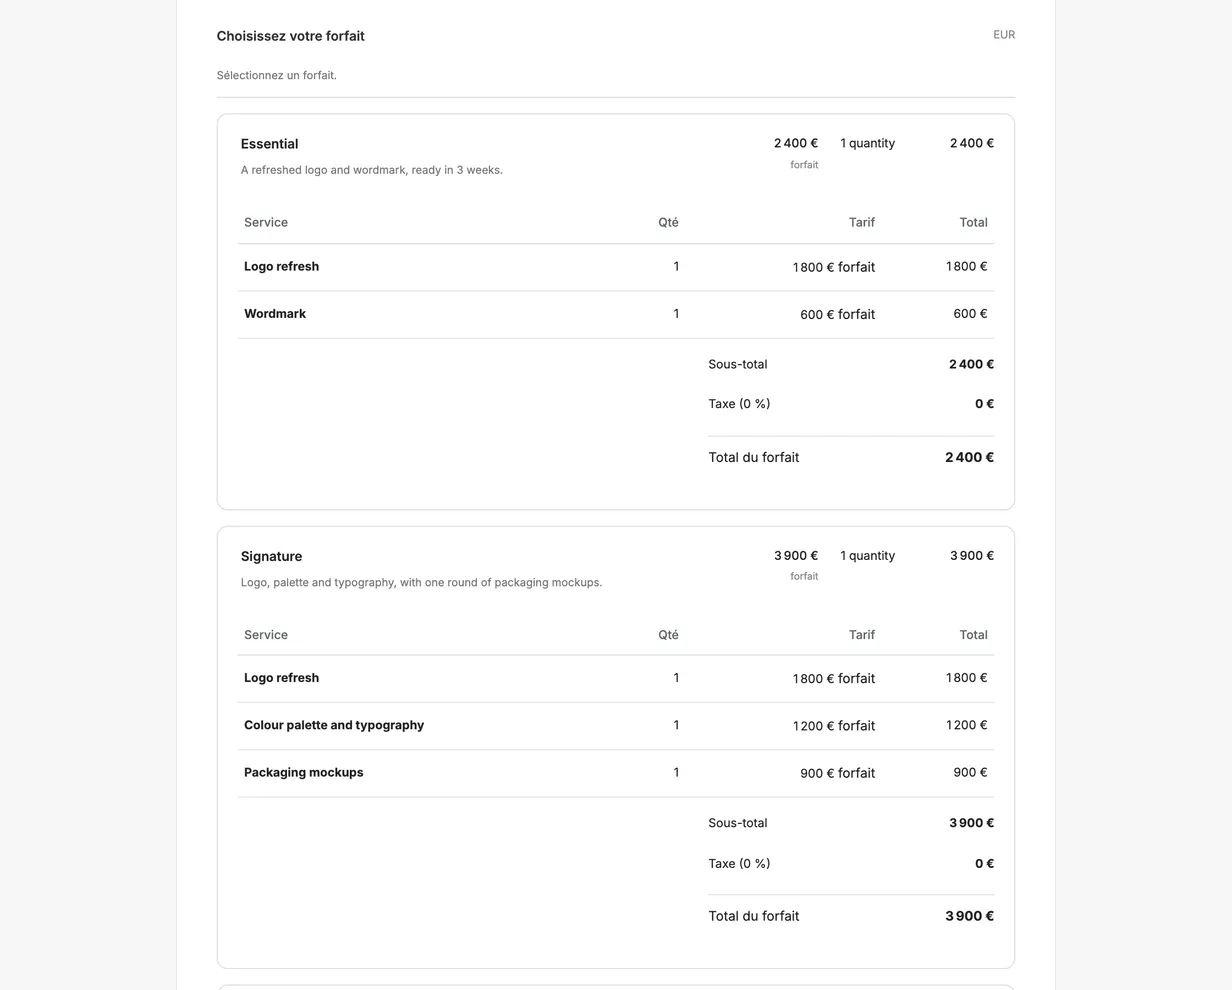 Choisissez votre forfait EUR
Sélectionnez un forfait.
Essential 2 400 € 1 quantity 2 400 €
A refreshed logo and wordmark, ready in 3 weeks. forfait
Service Qté Tarif Total
Logo refresh 1 1 800 € forfait 1 800 €
Wordmark 1 600 € forfait 600 €
Sous-total 2 400 €
Taxe (0 %) 0 €
Total du forfait 2 400 €
Signature 3 900 € 1 quantity 3 900 €
Logo, palette and typography, with one round of packaging mockups. forfait
Service Qté Tarif Total
Logo refresh 1 1 800 € forfait 1 800 €
Colour palette and typography 1 1 200 € forfait 1 200 €
Packaging mockups 1 900 € forfait 900 €
Sous-total 3 900 €
Taxe (0 %) 0 €
Total du forfait 3 900 €